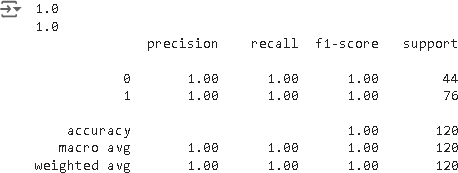 1.0
1.0
precision recall f1-score support
0 1.00 1.00 1.00 44
1 1.00 1.00 1.00 76
accuracy 1.00 120
macro avg 1.00 1.00 1.00 120
weighted avg 1.00 1.00 1.00 120